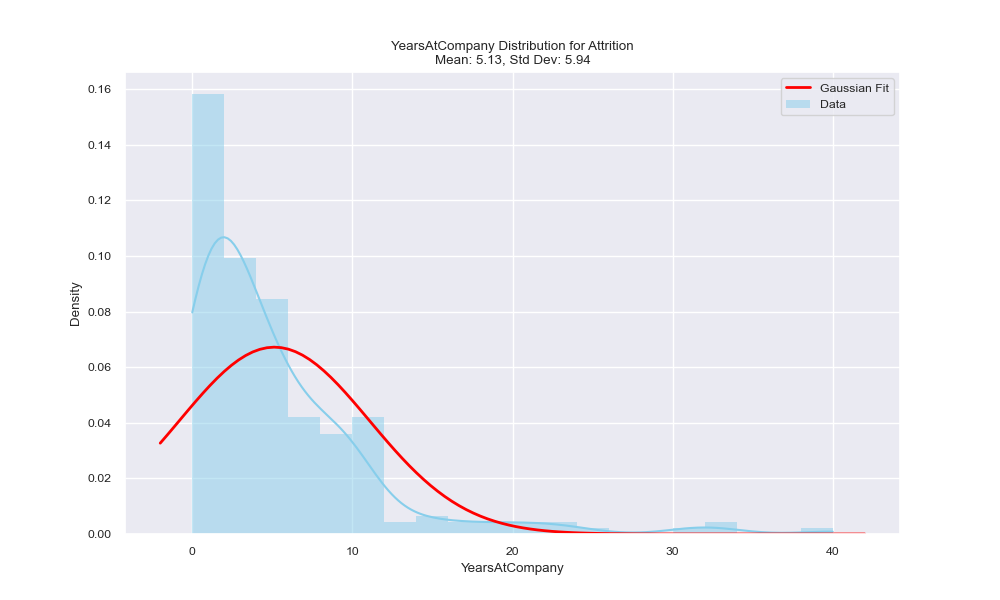 YearsAtCompany Distribution for Attrition
Mean: 5.13, Std Dev: 5.94
Gaussian Fit
Data
Density
0.16
0.14
0.12
0.10
0.08
0.06
0.04
0.02
0.00
0 10 20 30 40
YearsAtCompany